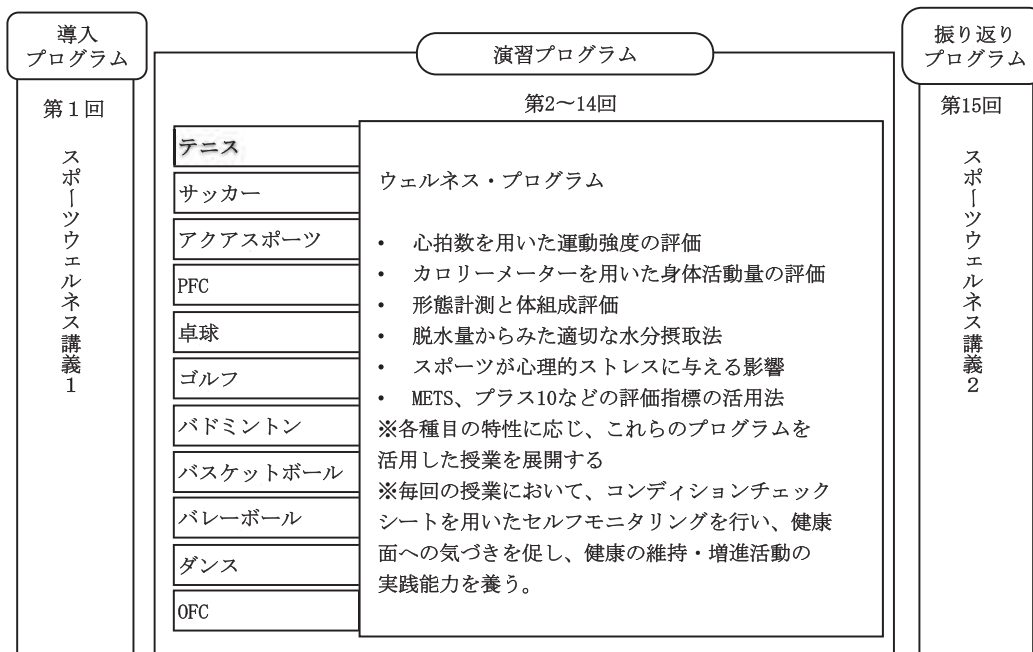 導入
プログラム
第１回
スポーツウェルネス講義１
演習プログラム
第2～14回
テニス
サッカー
アクアスポーツ
PFC
卓球
ゴルフ
バドミントン
バスケットボール
バレーボール
ダンス
OFC
ウェルネス・プログラム
• 心拍数を用いた運動強度の評価
• カロリーメーターを用いた身体活動量の評価
• 形態計測と体組成評価
• 脱水量からみた適切な水分摂取法
• スポーツが心理的ストレスに与える影響
• METS、プラス10などの評価指標の活用法
※各種目の特性に応じ、これらのプログラムを
活用した授業を展開する
※毎回の授業において、コンディションチェック
シートを用いたセルフモニタリングを行い、健康
面への気づきを促し、健康の維持・増進活動の
実践能力を養う。
振り返り
プログラム
第15回
スポーツウェルネス講義２